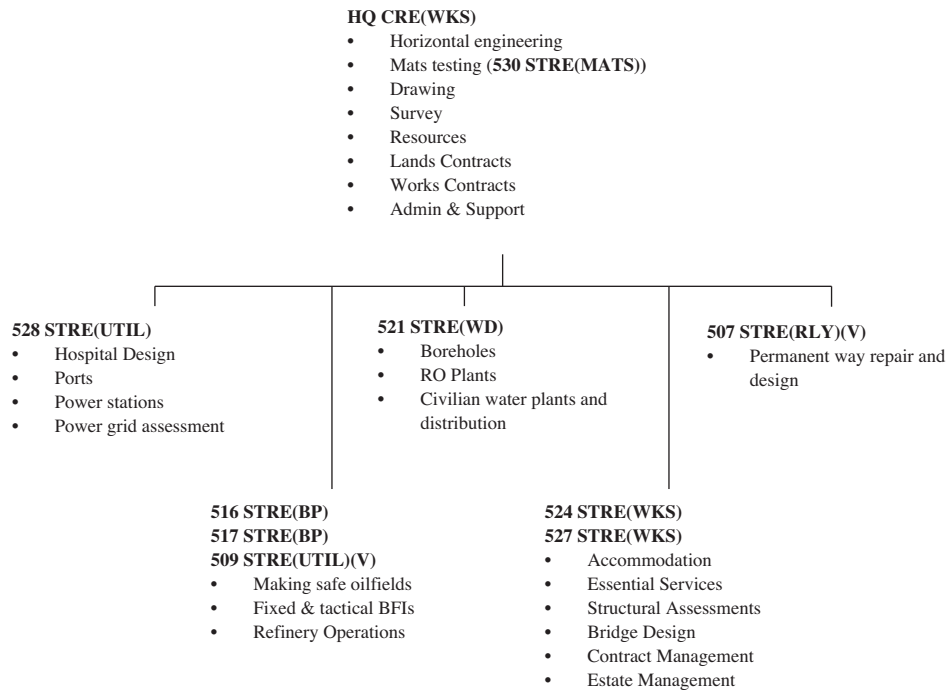 HQ CRE(WKS)
• Horizontal engineering
• Mats testing (530 STRE(MATS))
• Drawing
• Survey
• Resources
• Lands Contracts
• Works Contracts
• Admin & Support
528 STRE(UTIL)
• Hospital Design
• Ports
• Power stations
• Power grid assessment
521 STRE(WD)
• Boreholes
• RO Plants
• Civilian water plants and
distribution
507 STRE(RLY)(V)
• Permanent way repair and
design
516 STRE(BP)
517 STRE(BP)
509 STRE(UTIL)(V)
• Making safe oilfields
• Fixed & tactical BFIs
• Refinery Operations
524 STRE(WKS)
527 STRE(WKS)
• Accommodation
• Essential Services
• Structural Assessments
• Bridge Design
• Contract Management
• Estate Management